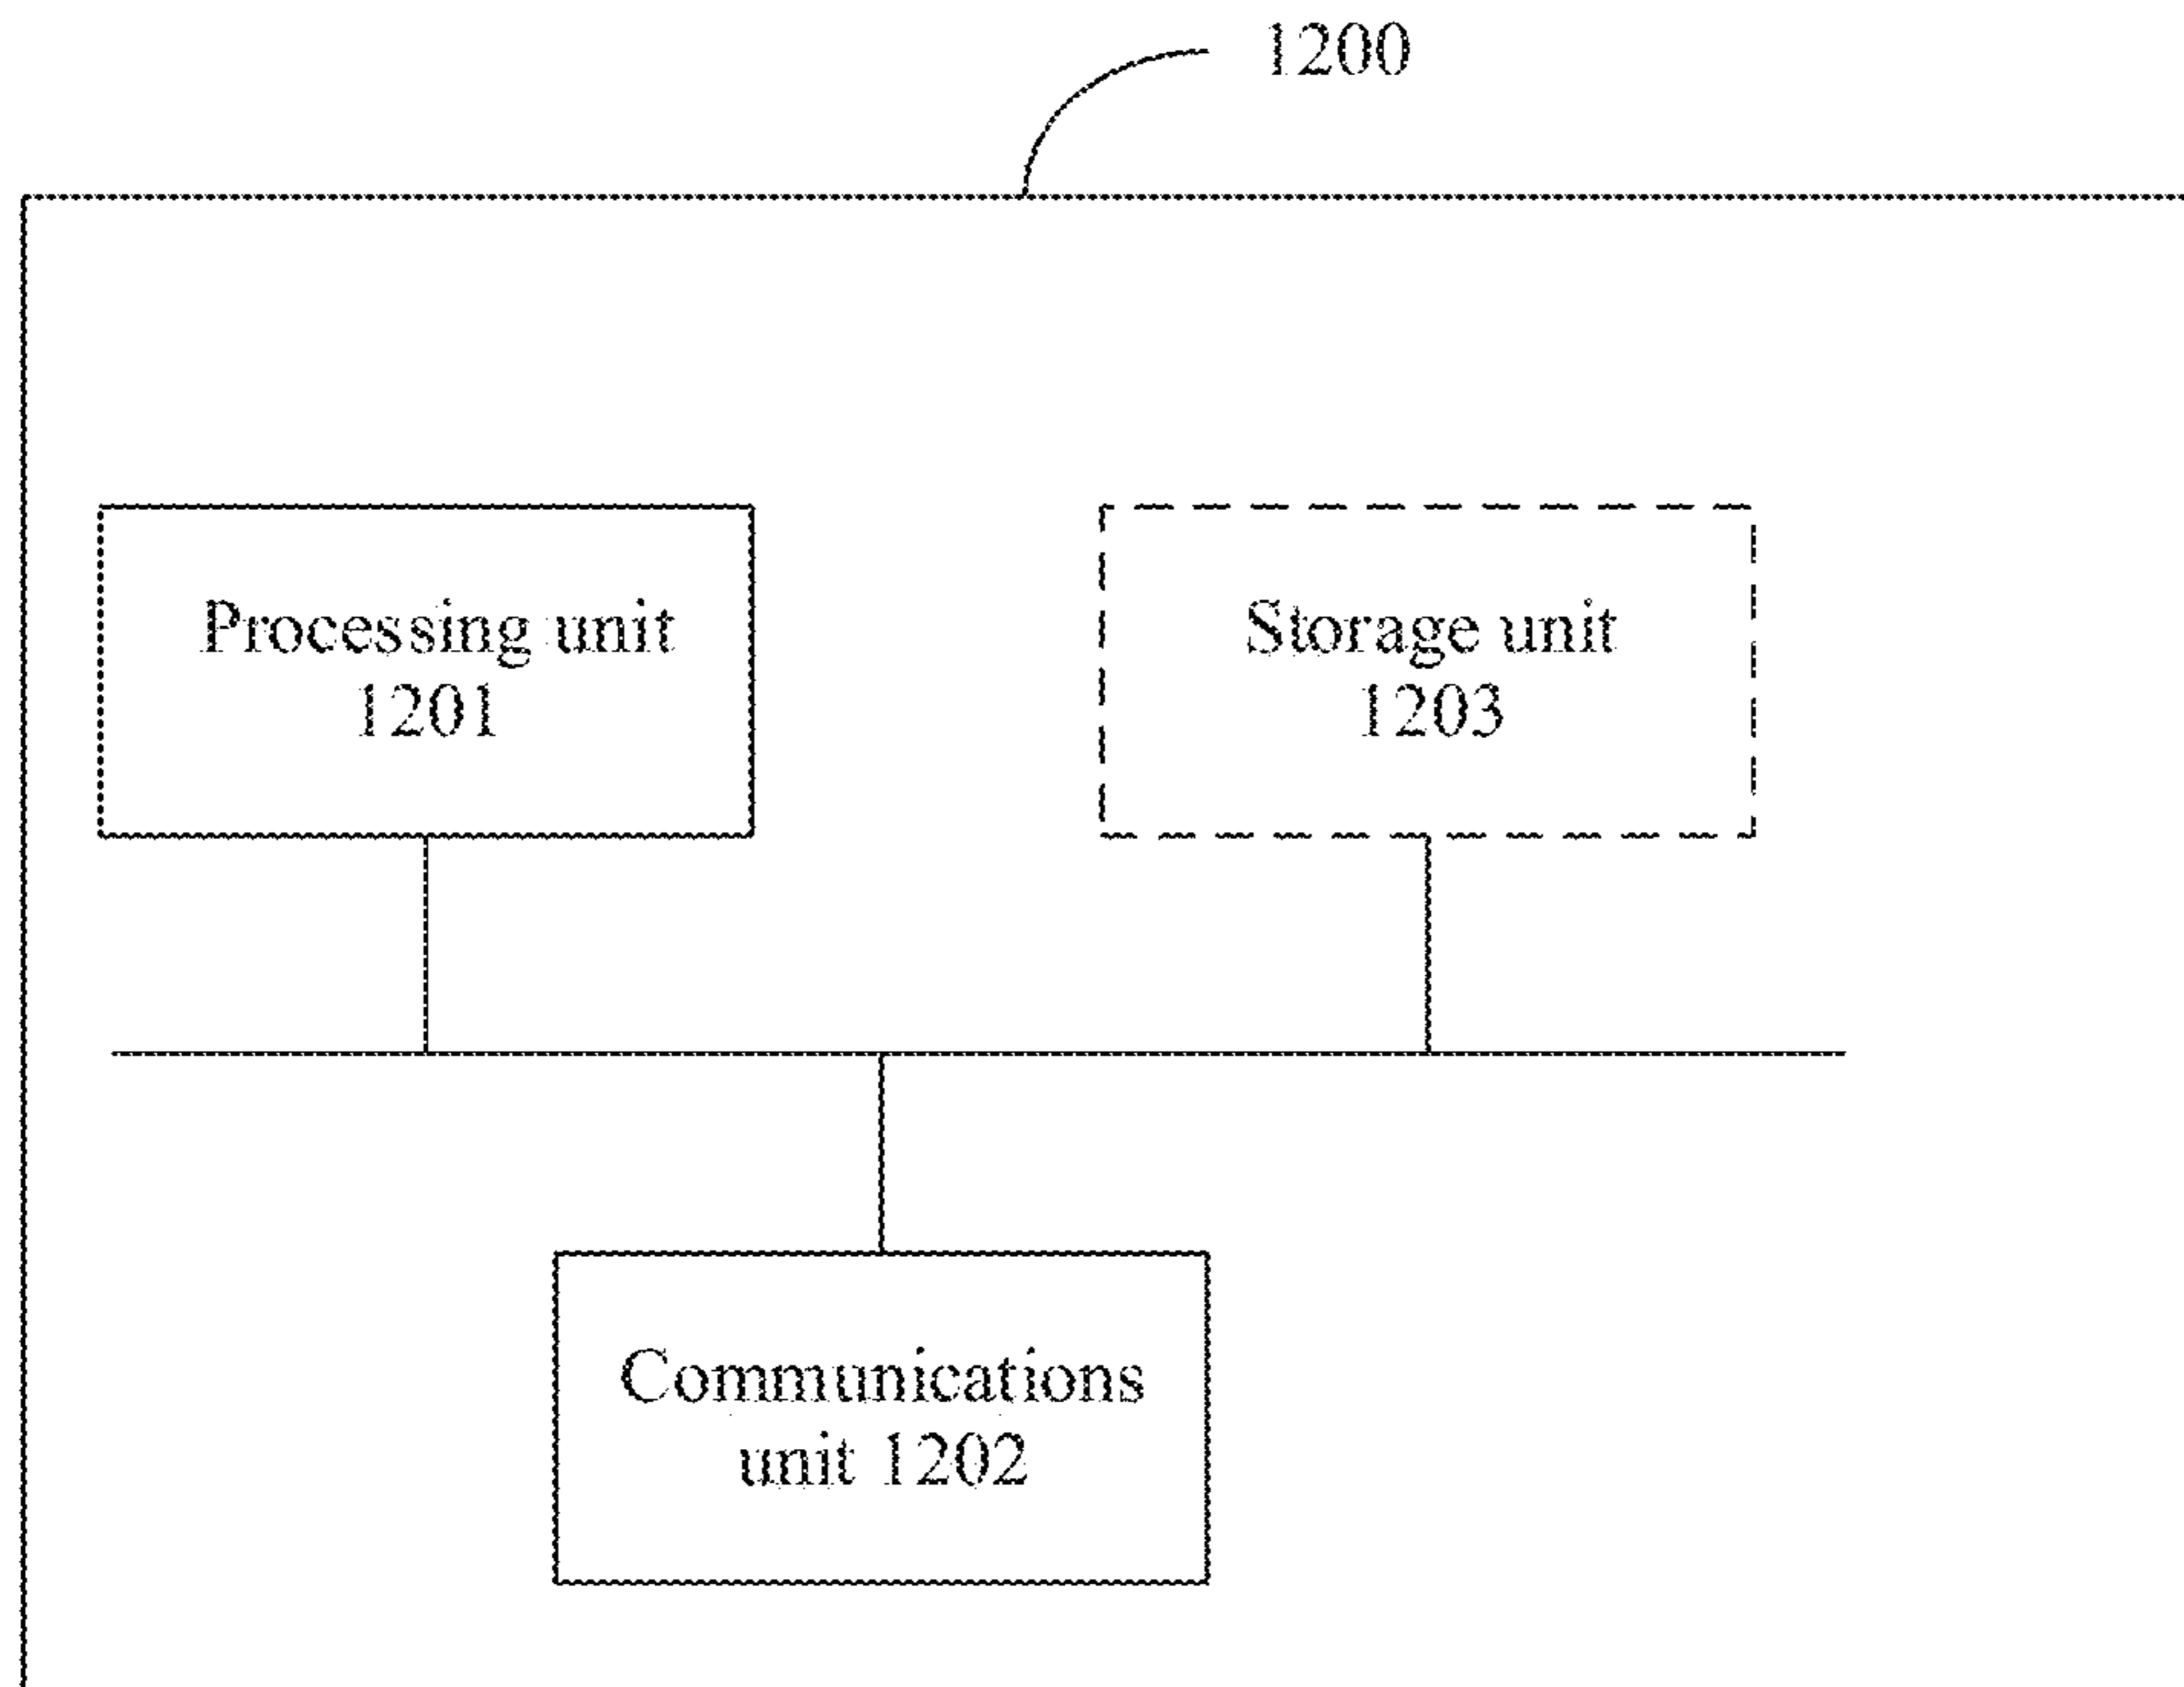 1200
Processing unit
1201
Storage unit
1203
Communications
unit 1202